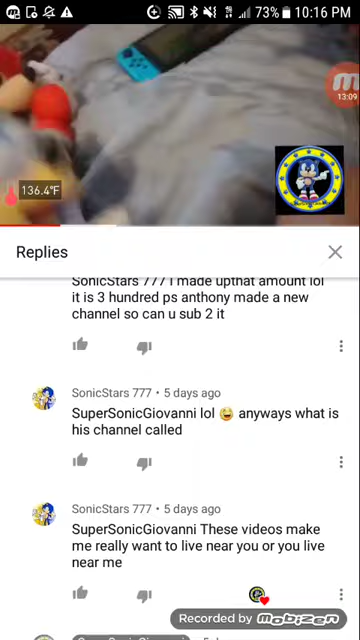 73% 10:16 PM
13:09
136.4°F
Replies
SonicStars 777 I made upthat amount lol
it is 3 hundred ps anthony made a new
channel so can u sub 2 it
SonicStars 777 • 5 days ago
SuperSonicGiovanni lol 😂 anyways what is
his channel called
SonicStars 777 • 5 days ago
SuperSonicGiovanni These videos make
me really want to live near you or you live
near me
Recorded by mobizen